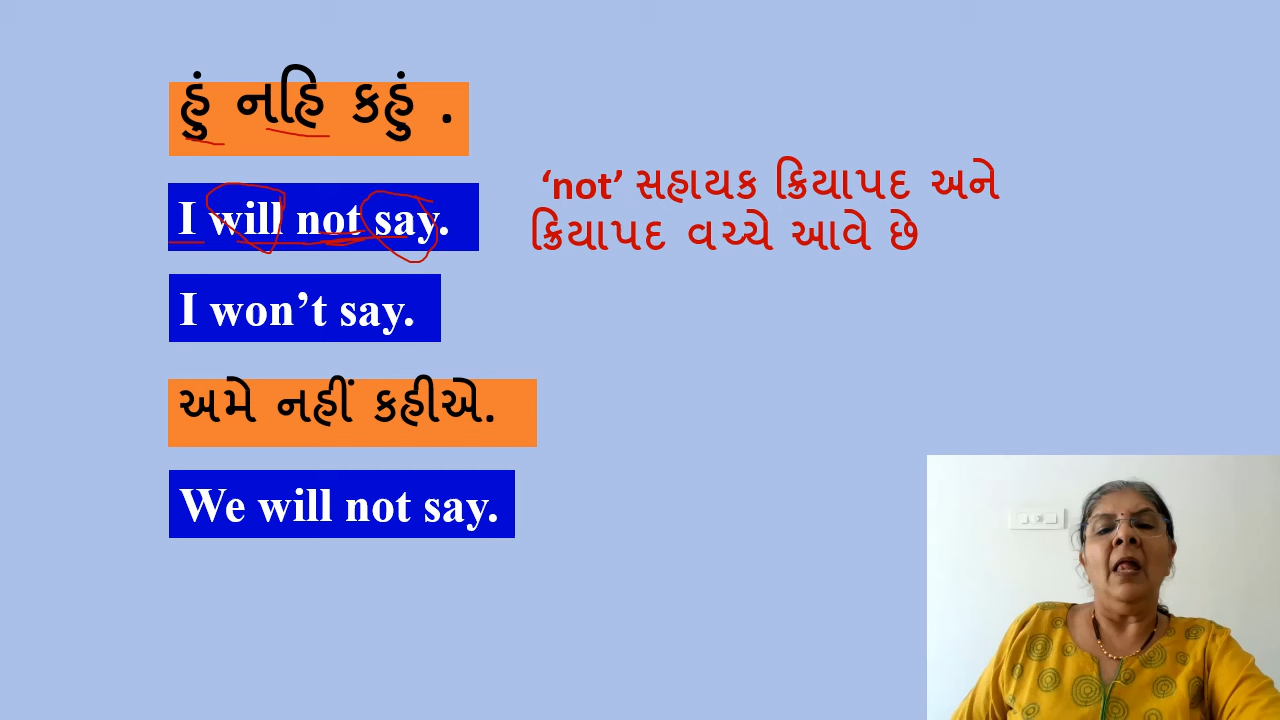 હું નહિ કહું .
I will not say.
‘not’ સહાયક ક્રિયાપદ અને
ક્રિયાપદ વચ્ચે આવે છે
I won’t say.
અમે નહીં કહીએ.
We will not say.